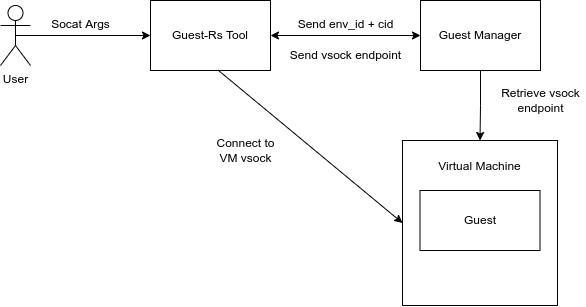 Socat Args
User
Guest-Rs Tool
Send env_id + cid
Send vsock endpoint
Guest Manager
Retrieve vsock
endpoint
Connect to
VM vsock
Virtual Machine
Guest